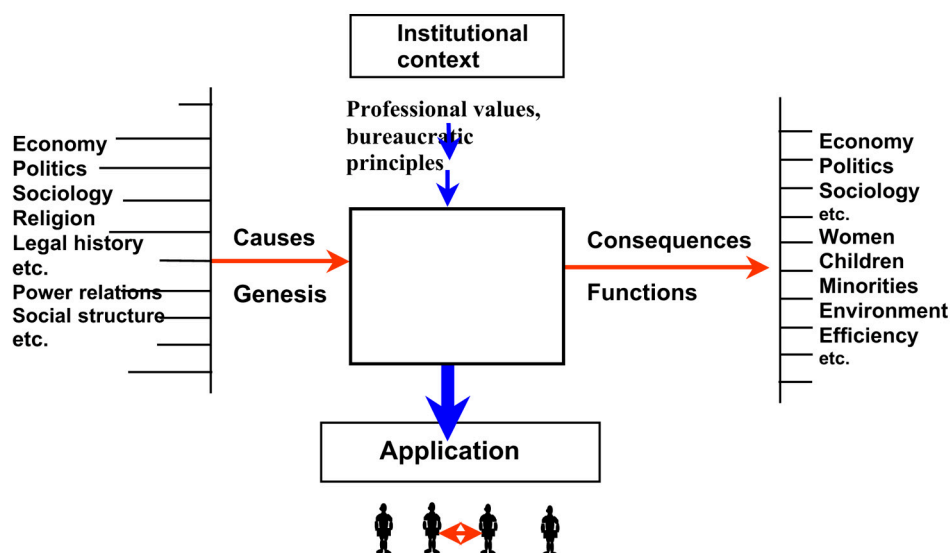 Institutional
context
Professional values,
bureaucratic
principles
Economy
Politics
Sociology
Religion
Legal history
etc.
Power relations
Social structure
etc.
Causes
Genesis
Consequences
Functions
Economy
Politics
Sociology
etc.
Women
Children
Minorities
Environment
Efficiency
etc.
Application